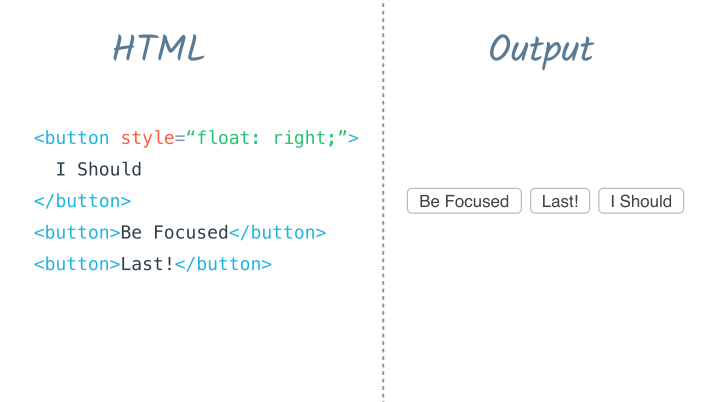 HTML
<button style=“float: right;”>
I Should
</button>
<button>Be Focused</button>
<button>Last!</button>
Output
Be Focused Last! I Should